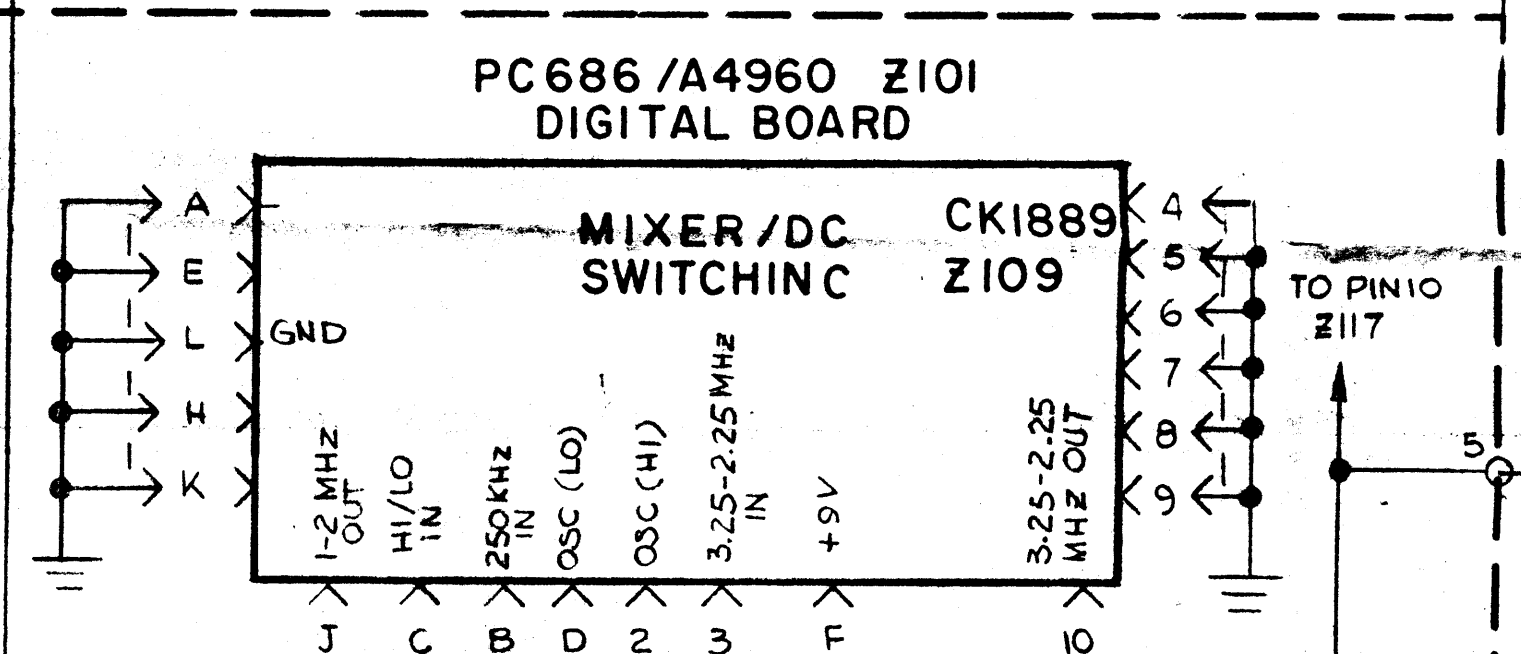 PC686/A4960 Z101
DIGITAL BOARD
MIXER/DC
SWITCHINC
CK1889
Z109
A
E
L
H
K
GND
4
5
6
7
8
9
TO PIN10
Z117
5
1-2 MHZ
OUT
HI/LO
IN
250KHZ
IN
OSC (LO)
OSC (HI)
3.25-2.25MHZ
IN
+9V
3.25-2.25
MHZ OUT
J
C
B
D
2
3
F
10